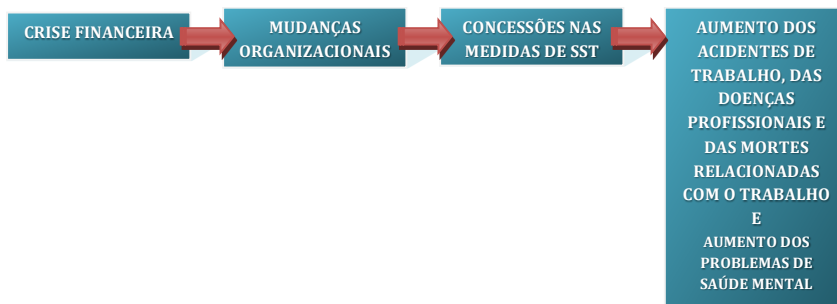 CRISE FINANCEIRA
MUDANÇAS
ORGANIZACIONAIS
CONCESSÕES NAS
MEDIDAS DE SST
AUMENTO DOS
ACIDENTES DE
TRABALHO, DAS
DOENÇAS
PROFISSIONAIS E
DAS MORTES
RELACIONADAS
COM O TRABALHO
E
AUMENTO DOS
PROBLEMAS DE
SAÚDE MENTAL